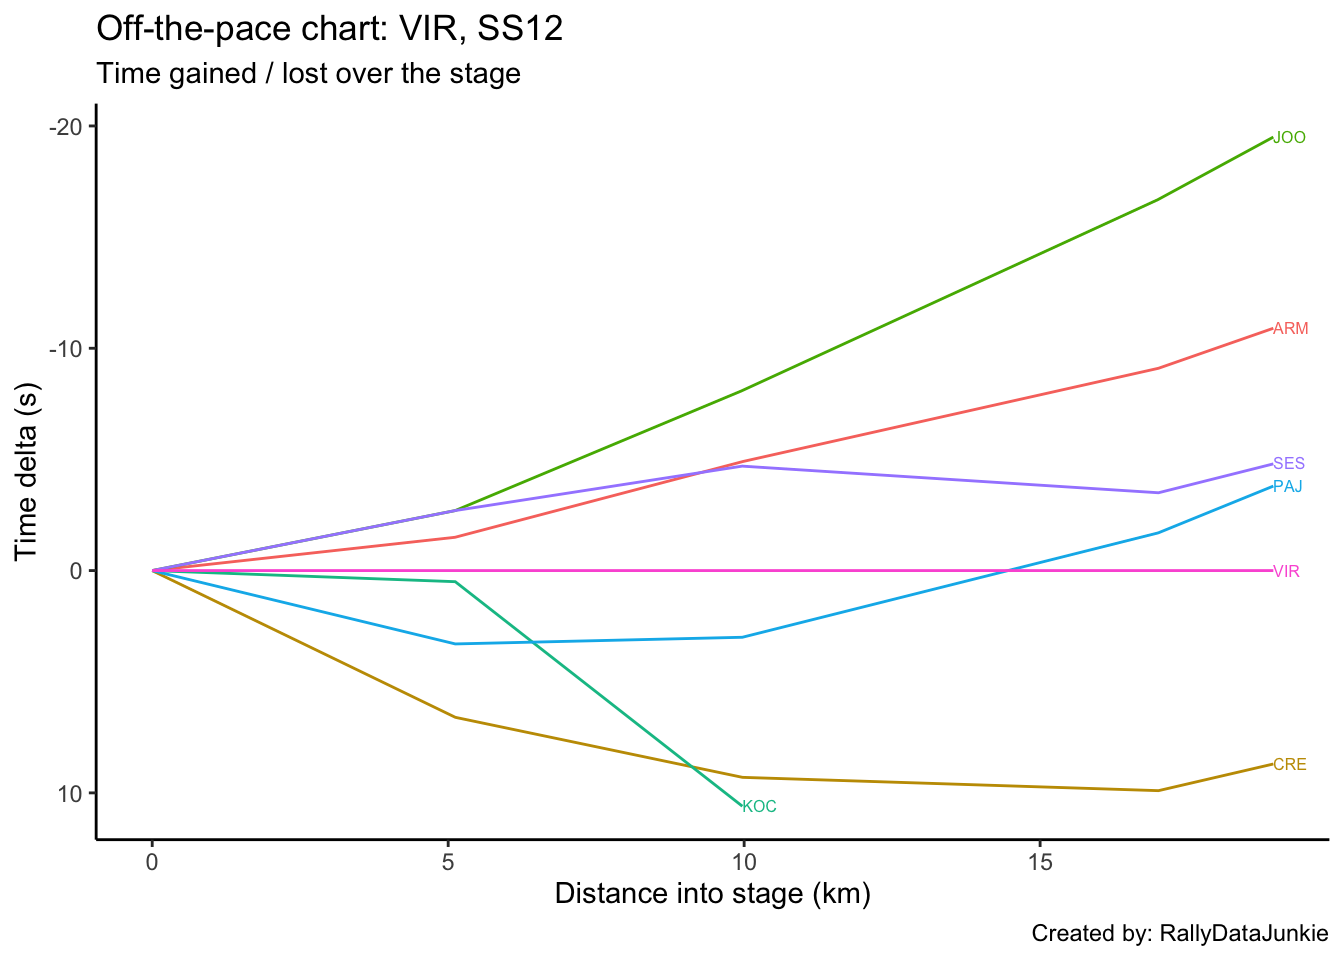 Off-the-pace chart: VIR, SS12
Time gained / lost over the stage
-20
-10
0
10
Time delta (s)
JOO
ARM
SES
PAJ
VIR
CRE
KOC
0 5 10 15
Distance into stage (km)
Created by: RallyDataJunkie